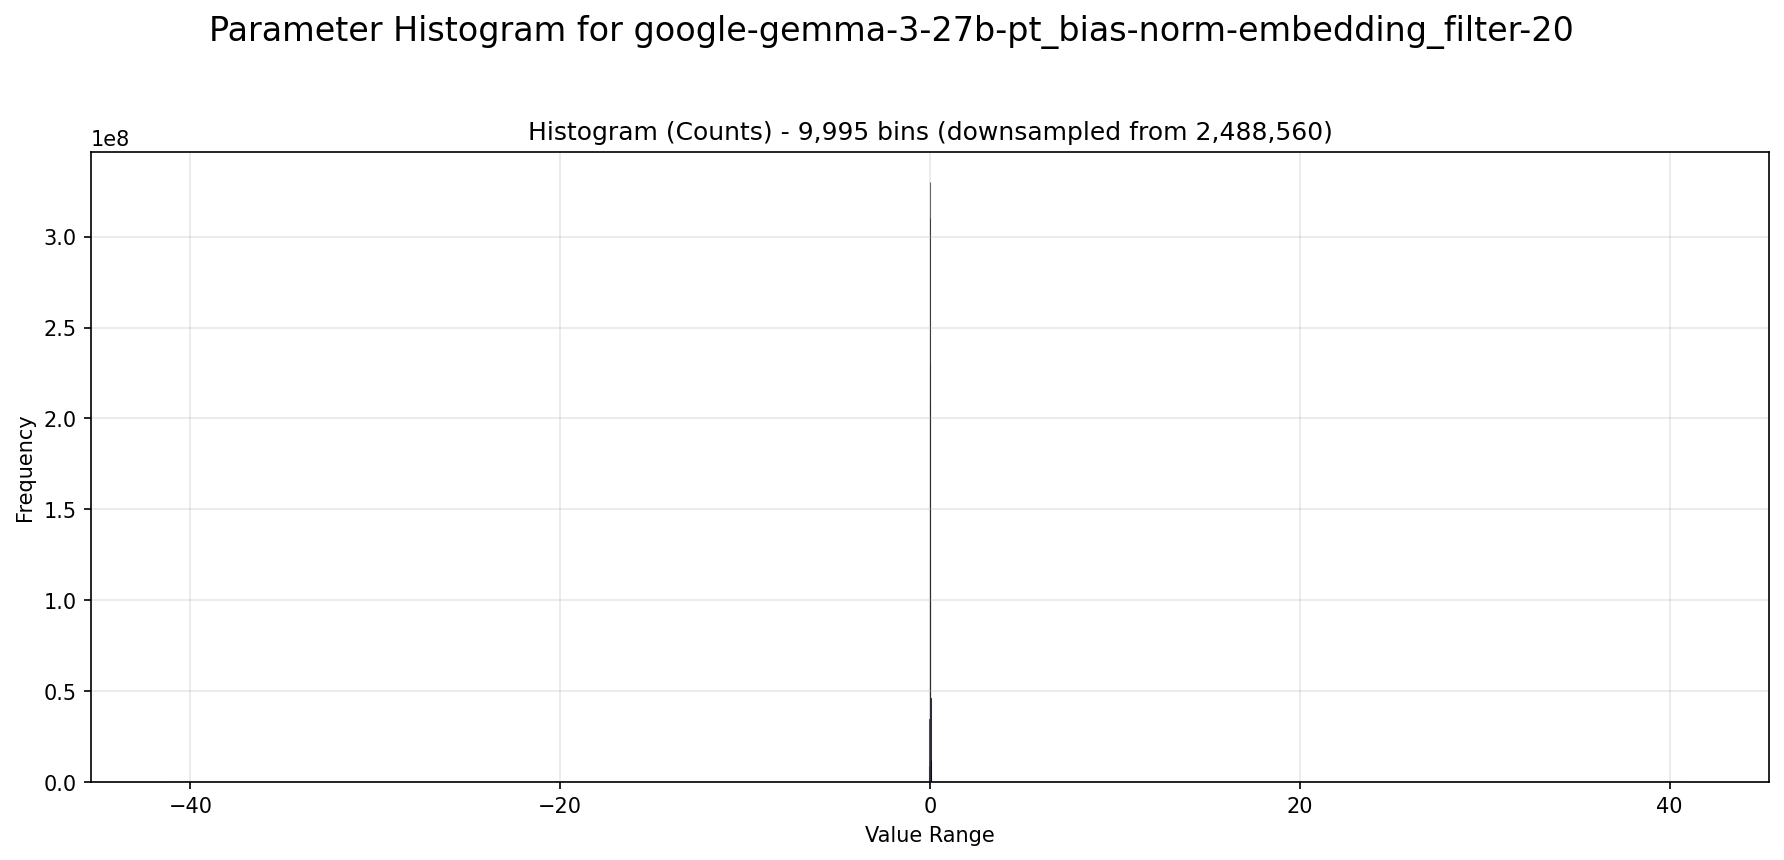 Parameter Histogram for google-gemma-3-27b-pt_bias-norm-embedding_filter-20
Histogram (Counts) - 9,995 bins (downsampled from 2,488,560)
1e8
3.0
2.5
2.0
1.5
1.0
0.5
0.0
Frequency
−40
−20
0
20
40
Value Range